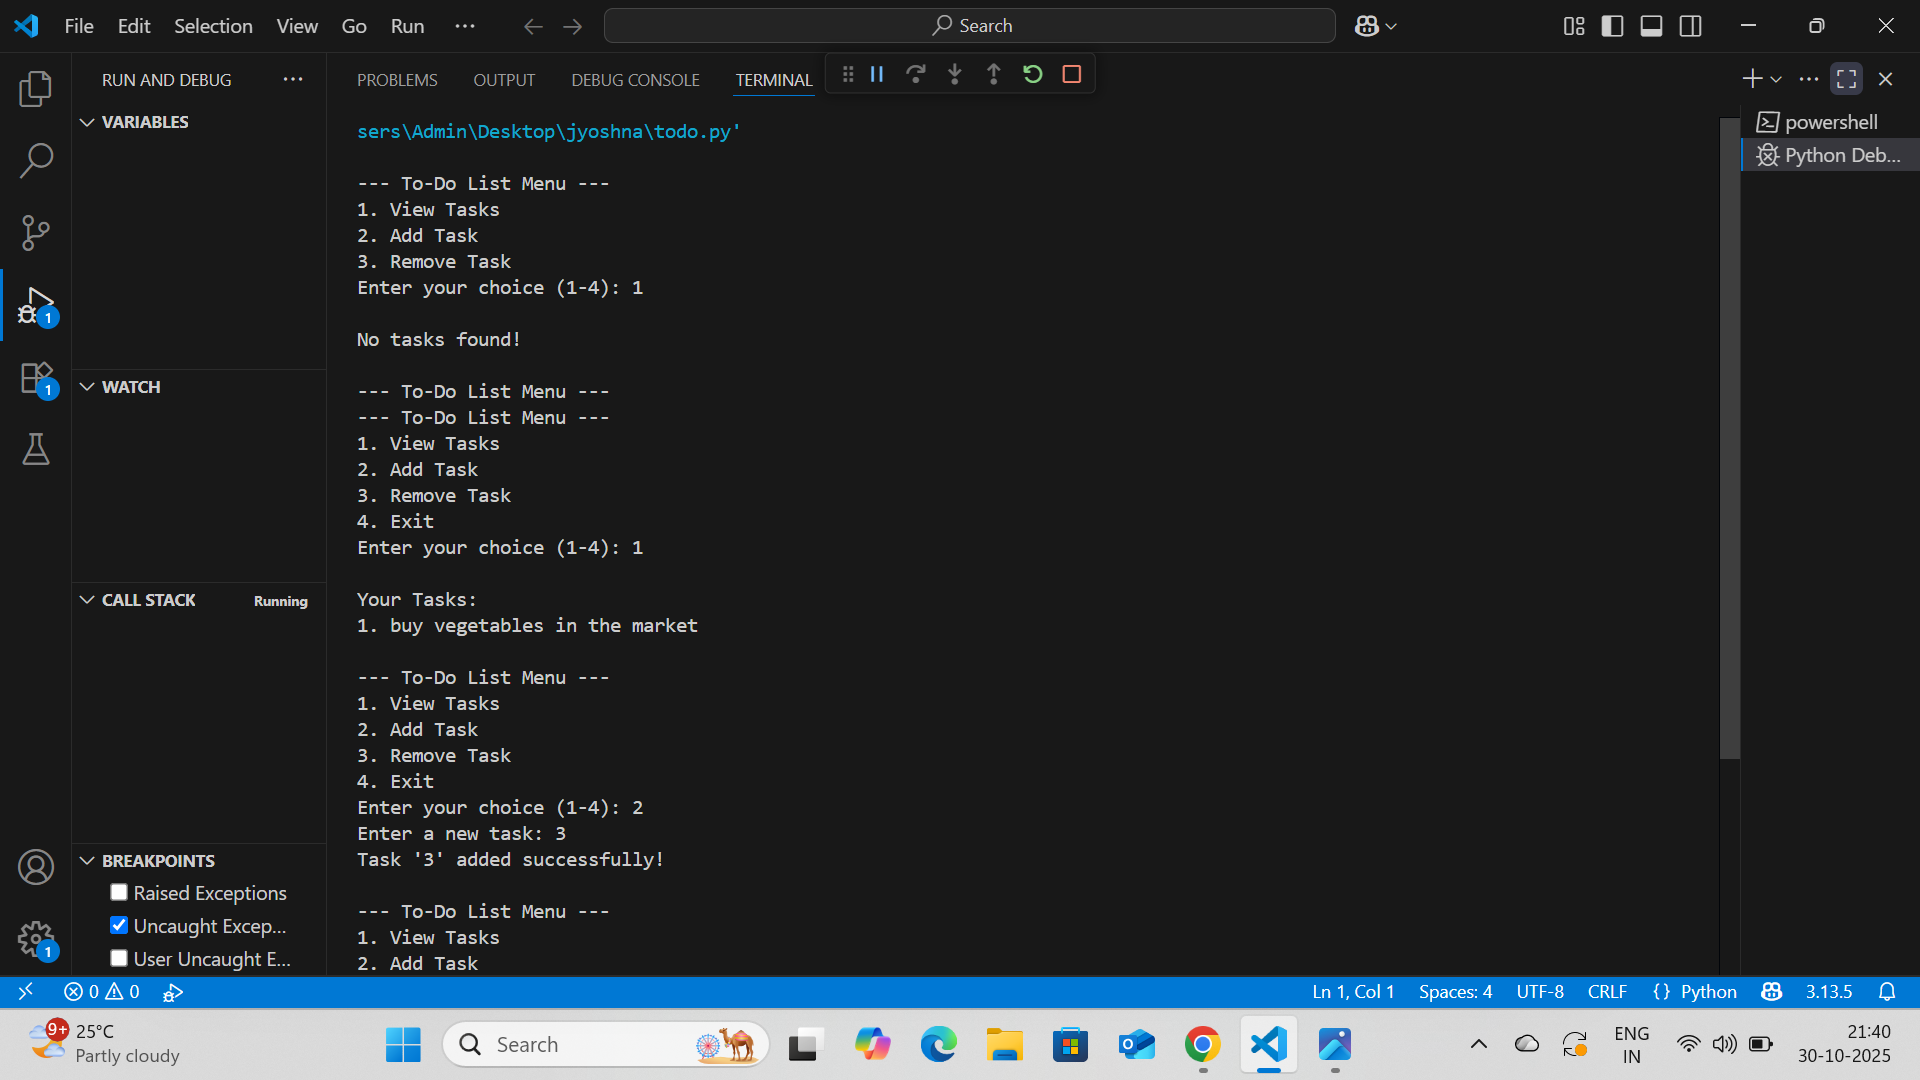 File Edit Selection View Go Run ··· Search
RUN AND DEBUG ···
VARIABLES
WATCH
CALL STACK Running
BREAKPOINTS
Raised Exceptions
Uncaught Excep...
User Uncaught E...
1
1
1
PROBLEMS OUTPUT DEBUG CONSOLE TERMINAL
sers\Admin\Desktop\jyoshna\todo.py'
--- To-Do List Menu ---
1. View Tasks
2. Add Task
3. Remove Task
Enter your choice (1-4): 1
No tasks found!
--- To-Do List Menu ---
--- To-Do List Menu ---
1. View Tasks
2. Add Task
3. Remove Task
4. Exit
Enter your choice (1-4): 1
Your Tasks:
1. buy vegetables in the market
--- To-Do List Menu ---
1. View Tasks
2. Add Task
3. Remove Task
4. Exit
Enter your choice (1-4): 2
Enter a new task: 3
Task '3' added successfully!
--- To-Do List Menu ---
1. View Tasks
2. Add Task
powershell
Python Deb...
0 0 Ln 1, Col 1 Spaces: 4 UTF-8 CRLF {} Python 3.13.5
9+ 25°C
Partly cloudy
Search
ENG
IN
21:40
30-10-2025